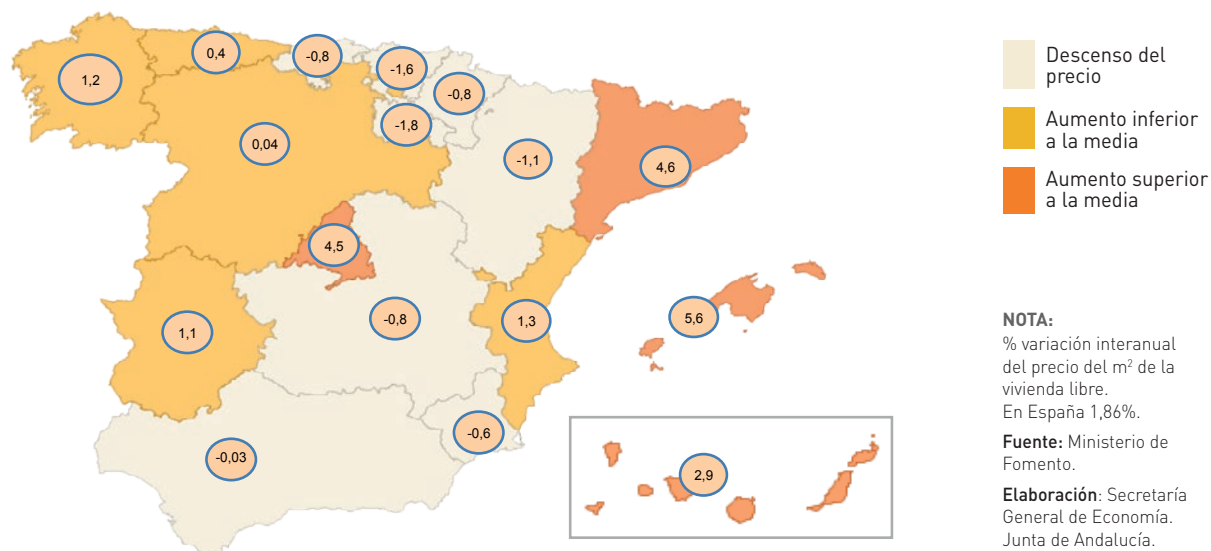 1,2
0,4
-0,8
-1,6
-0,8
-1,8
0,04
-1,1
4,6
4,5
-0,8
1,3
5,6
1,1
-0,6
-0,03
2,9
Descenso del
precio
Aumento inferior
a la media
Aumento superior
a la media
NOTA:
% variación interanual
del precio del m² de la
vivienda libre.
En España 1,86%.
Fuente: Ministerio de
Fomento.
Elaboración: Secretaría
General de Economía.
Junta de Andalucía.